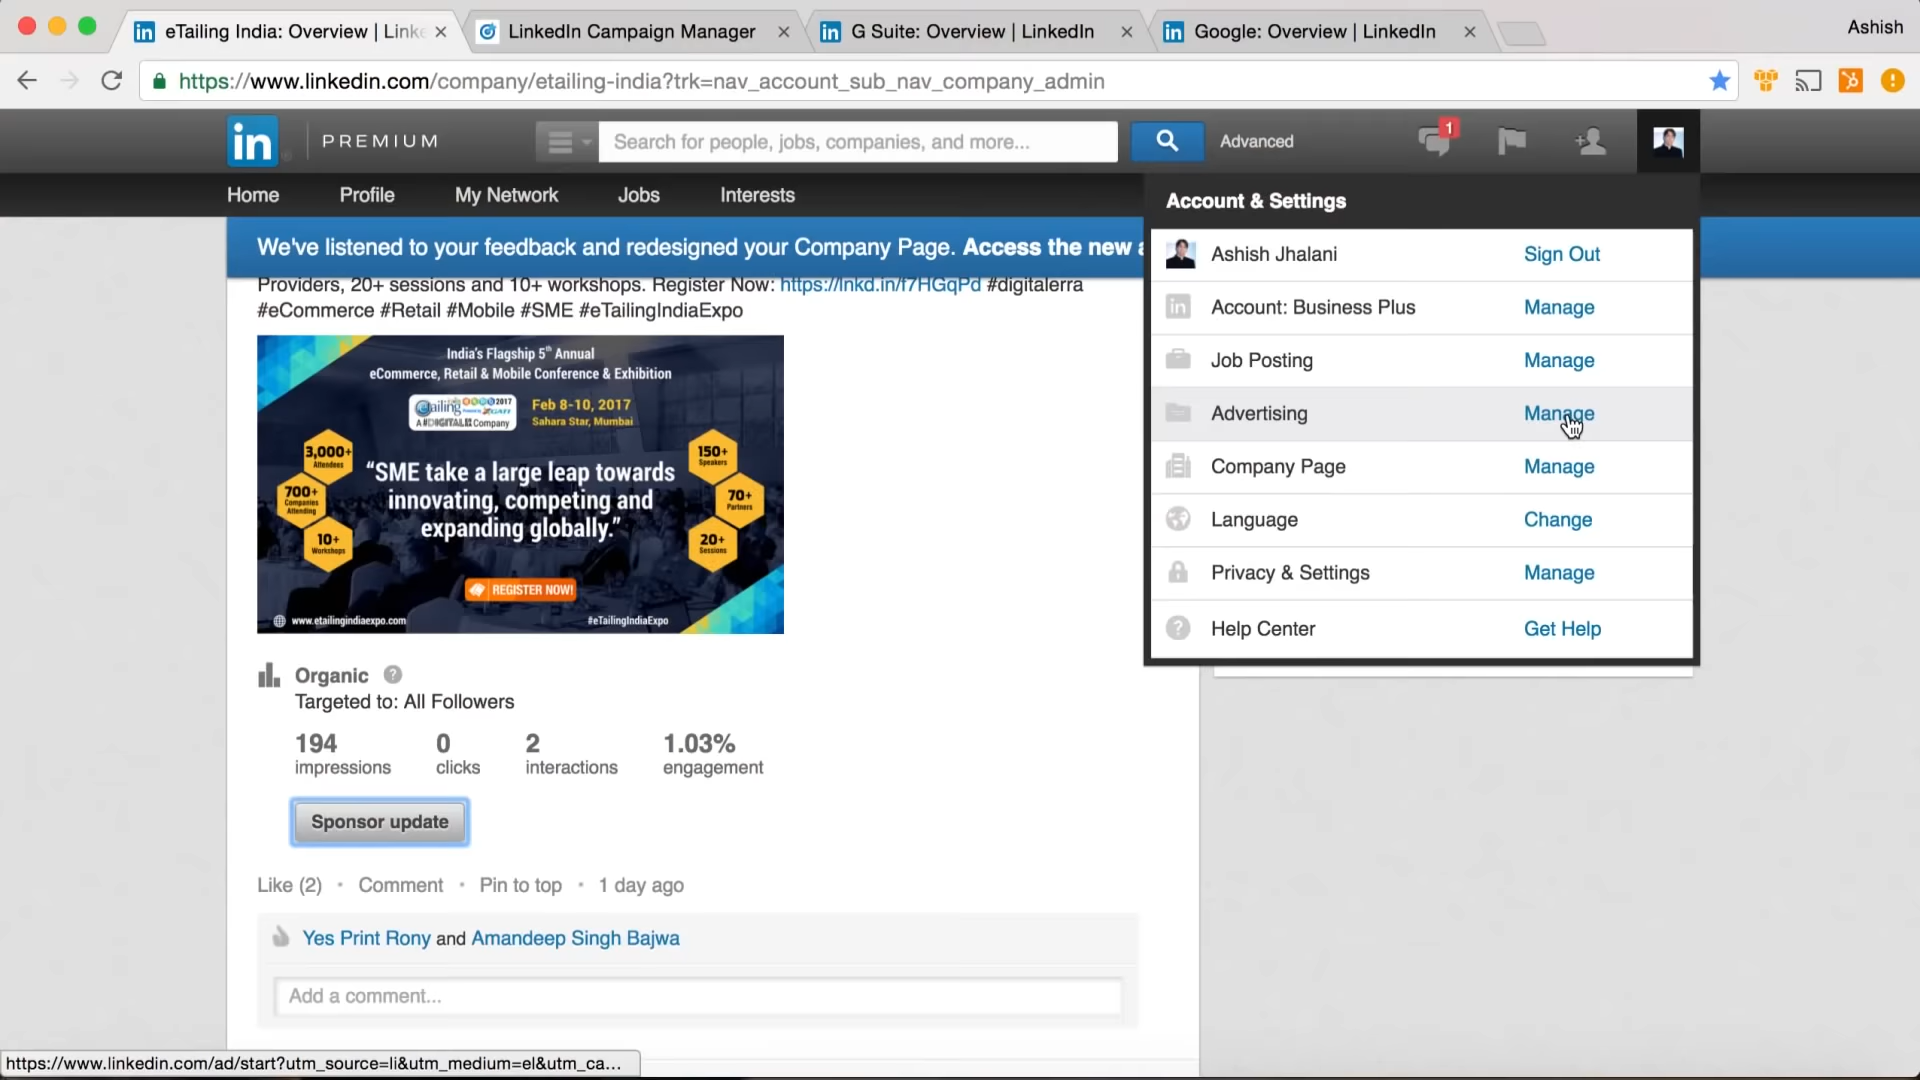 eTailing India: Overview | Linke
LinkedIn Campaign Manager
G Suite: Overview | LinkedIn
Google: Overview | LinkedIn
Ashish
https://www.linkedin.com/company/etailing-india?trk=nav_account_sub_nav_company_admin
in
PREMIUM
Search for people, jobs, companies, and more...
Advanced
1
Home
Profile
My Network
Jobs
Interests
We've listened to your feedback and redesigned your Company Page. Access the new a
Account & Settings
Ashish Jhalani
Sign Out
in
Account: Business Plus
Manage
Job Posting
Manage
Advertising
Manage
Company Page
Manage
Language
Change
Privacy & Settings
Manage
?
Help Center
Get Help
Providers, 20+ sessions and 10+ workshops. Register Now: https://lnkd.in/f7HGqPd #digitalerra
#eCommerce #Retail #Mobile #SME #eTailingIndiaExpo
India's Flagship 5th Annual
eCommerce, Retail & Mobile Conference & Exhibition
etailing 2017
A #DIGITAL Company
Feb 8-10, 2017
Sahara Star, Mumbai
3,000+
Attendees
700+
Companies
Attending
10+
Workshops
"SME take a large leap towards
innovating, competing and
expanding globally."
150+
Speakers
70+
Partners
20+
Sessions
REGISTER NOW!
www.etailingindiaexpo.com
#eTailingIndiaExpo
Organic ?
Targeted to: All Followers
194
impressions
0
clicks
2
interactions
1.03%
engagement
Sponsor update
Like (2) • Comment • Pin to top • 1 day ago
Yes Print Rony and Amandeep Singh Bajwa
Add a comment...
https://www.linkedin.com/ad/start?utm_source=li&utm_medium=el&utm_ca...